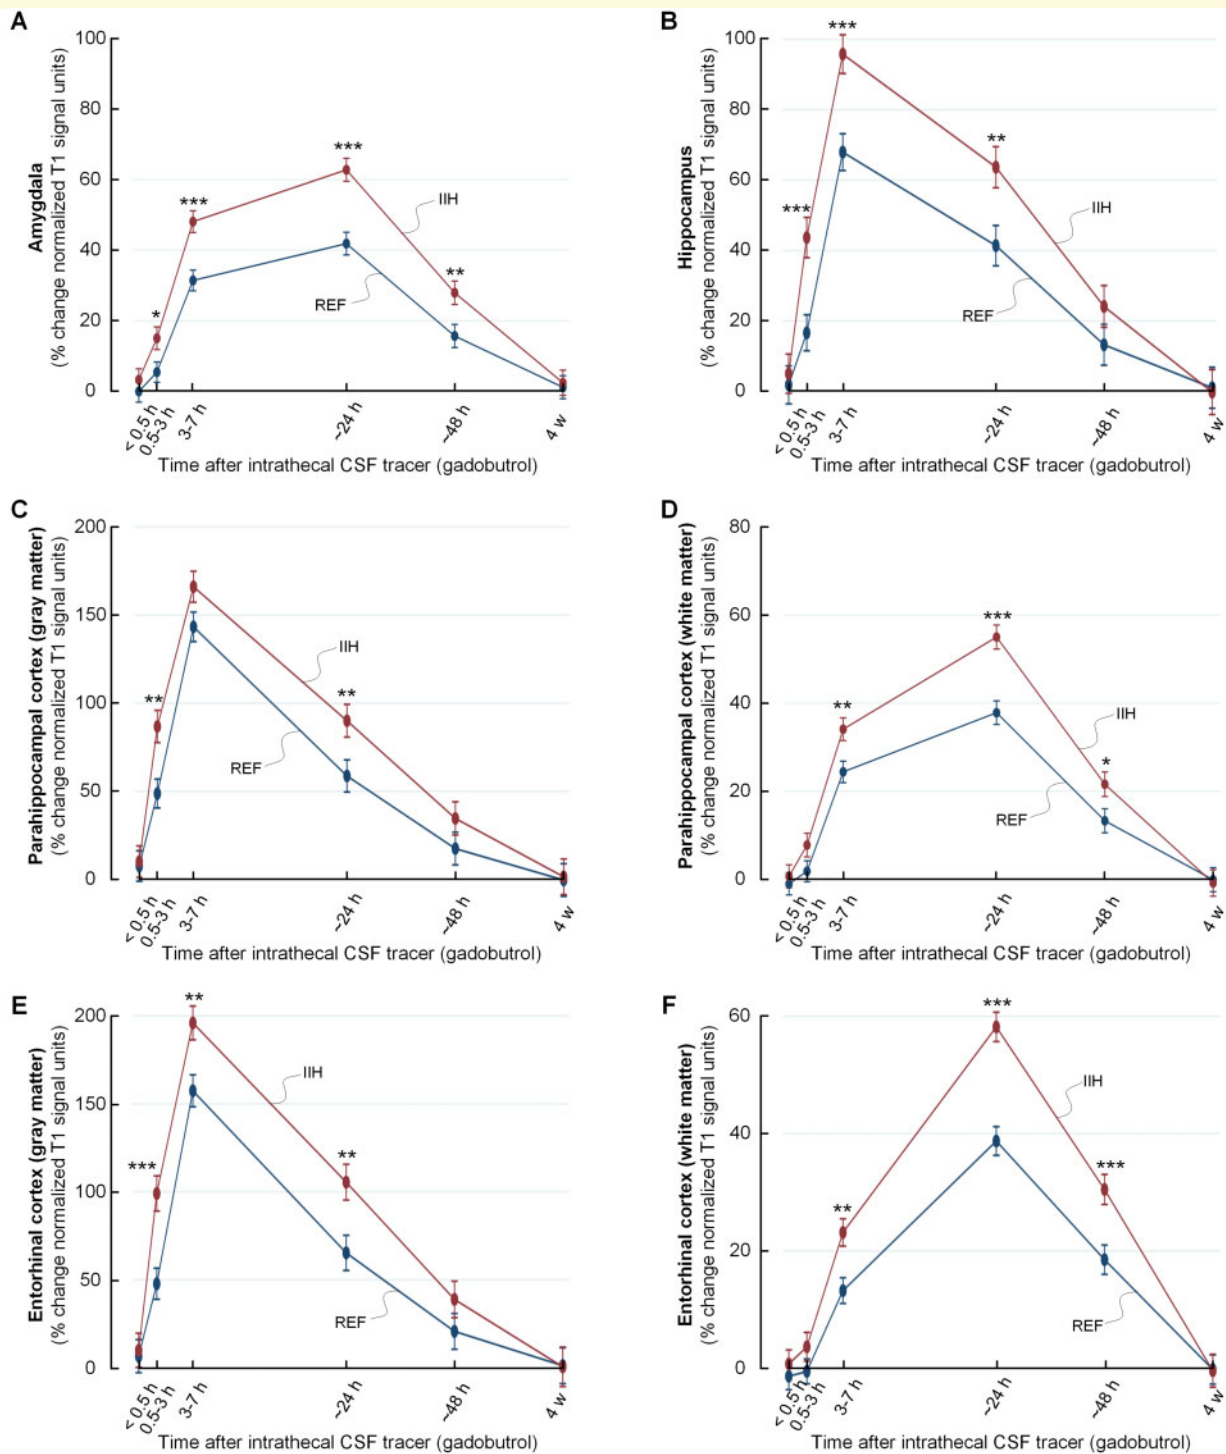 A
Amygdala
(% change normalized T1 signal units)
100
80
60
40
20
0
*
***
***
**
IIH
REF
< 0.5 h
0.5-3 h
3-7 h
~24 h
~48 h
4 w
Time after intrathecal CSF tracer (gadobutrol)
B
Hippocampus
(% change normalized T1 signal units)
100
80
60
40
20
0
***
***
**
IIH
REF
< 0.5 h
0.5-3 h
3-7 h
~24 h
~48 h
4 w
Time after intrathecal CSF tracer (gadobutrol)
C
Parahippocampal cortex (gray matter)
(% change normalized T1 signal units)
200
150
100
50
0
**
**
IIH
REF
< 0.5 h
0.5-3 h
3-7 h
~24 h
~48 h
4 w
Time after intrathecal CSF tracer (gadobutrol)
D
Parahippocampal cortex (white matter)
(% change normalized T1 signal units)
80
60
40
20
0
**
***
*
IIH
REF
< 0.5 h
0.5-3 h
3-7 h
~24 h
~48 h
4 w
Time after intrathecal CSF tracer (gadobutrol)
E
Entorhinal cortex (gray matter)
(% change normalized T1 signal units)
200
150
100
50
0
***
**
**
IIH
REF
< 0.5 h
0.5-3 h
3-7 h
~24 h
~48 h
4 w
Time after intrathecal CSF tracer (gadobutrol)
F
Entorhinal cortex (white matter)
(% change normalized T1 signal units)
60
40
20
0
**
***
***
IIH
REF
< 0.5 h
0.5-3 h
3-7 h
~24 h
~48 h
4 w
Time after intrathecal CSF tracer (gadobutrol)